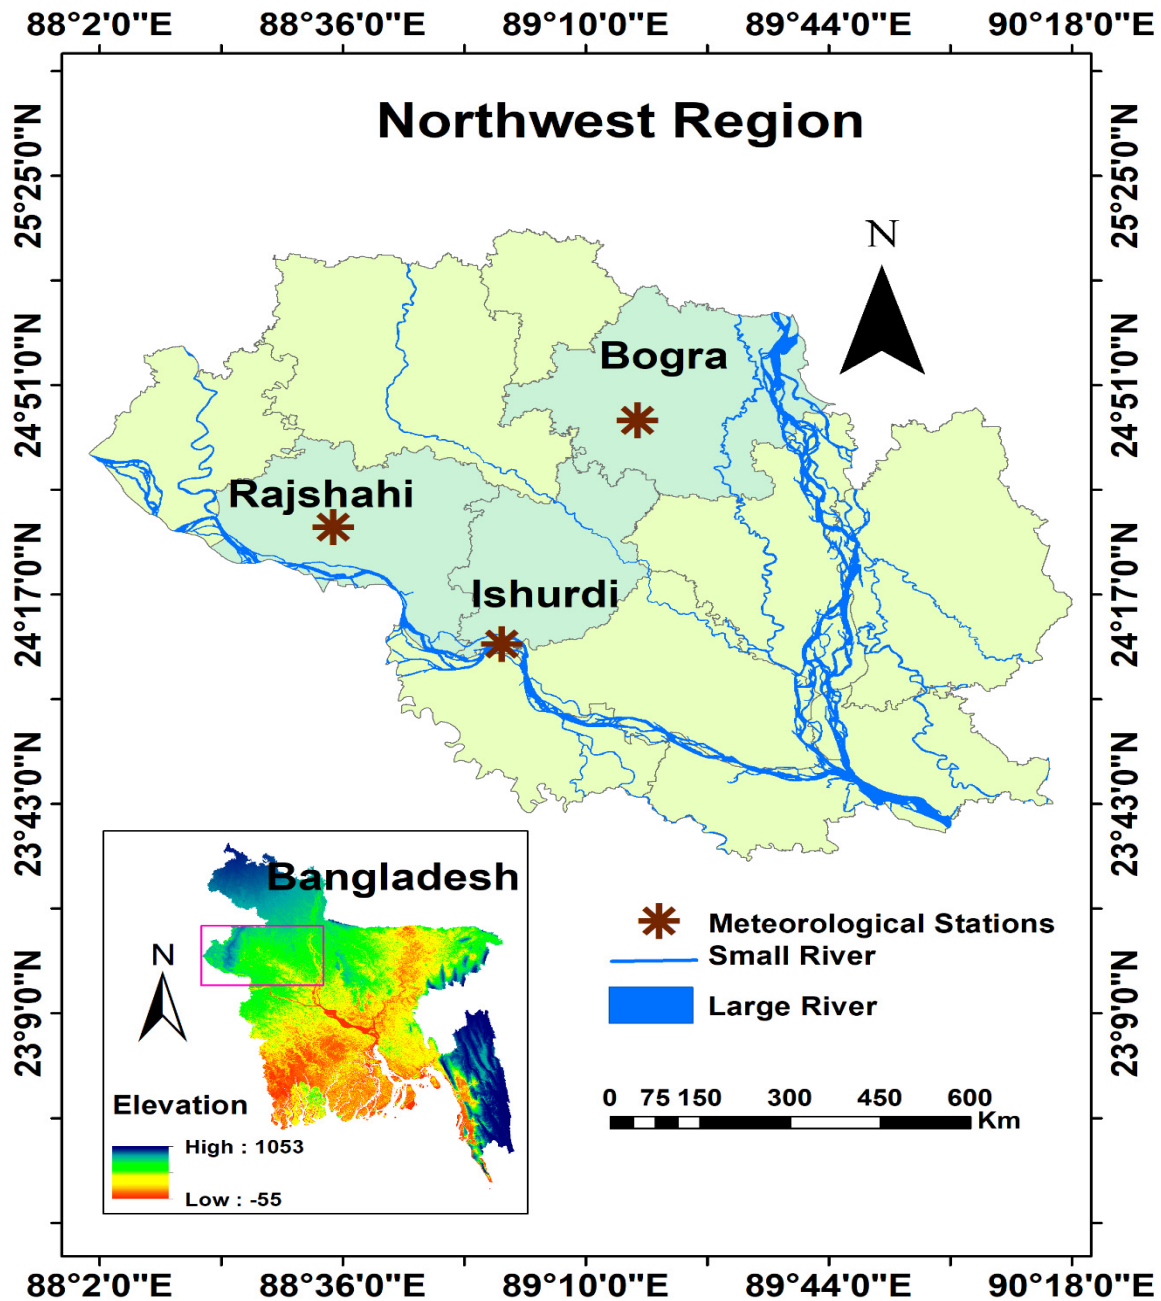 88°2'0"E 88°36'0"E 89°10'0"E 89°44'0"E 90°18'0"E
Northwest Region
25°25'0"N
25°25'0"N
N
24°51'0"N
24°51'0"N
Bogra
Rajshahi
Ishurdi
24°17'0"N
24°17'0"N
23°43'0"N
23°43'0"N
Bangladesh
N
Elevation
High : 1053
Low : -55
Meteorological Stations
Small River
Large River
23°9'0"N
23°9'0"N
0 75 150 300 450 600
Km
88°2'0"E 88°36'0"E 89°10'0"E 89°44'0"E 90°18'0"E